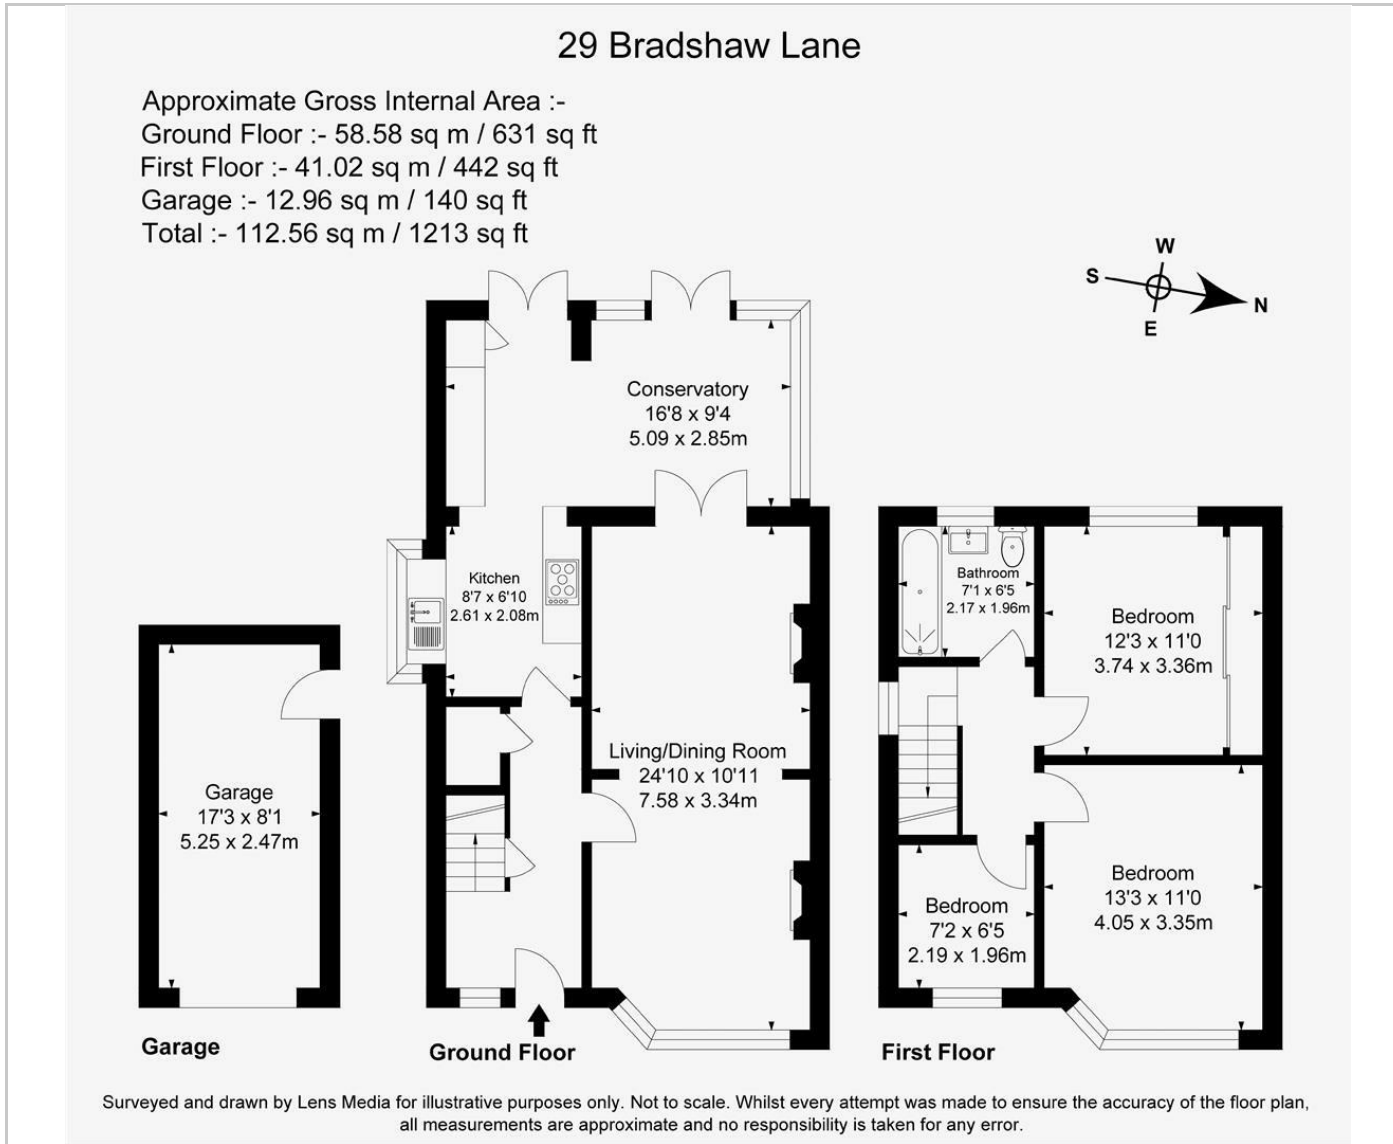 29 Bradshaw Lane
Approximate Gross Internal Area :-
Ground Floor :- 58.58 sq m / 631 sq ft
First Floor :- 41.02 sq m / 442 sq ft
Garage :- 12.96 sq m / 140 sq ft
Total :- 112.56 sq m / 1213 sq ft
W
S
N
E
Conservatory
16'8 x 9'4
5.09 x 2.85m
Kitchen
8'7 x 6'10
2.61 x 2.08m
Bathroom
7'1 x 6'5
2.17 x 1.96m
Bedroom
12'3 x 11'0
3.74 x 3.36m
Living/Dining Room
24'10 x 10'11
7.58 x 3.34m
Garage
17'3 x 8'1
5.25 x 2.47m
Bedroom
13'3 x 11'0
4.05 x 3.35m
Bedroom
7'2 x 6'5
2.19 x 1.96m
Garage
Ground Floor
First Floor
Surveyed and drawn by Lens Media for illustrative purposes only. Not to scale. Whilst every attempt was made to ensure the accuracy of the floor plan,
all measurements are approximate and no responsibility is taken for any error.